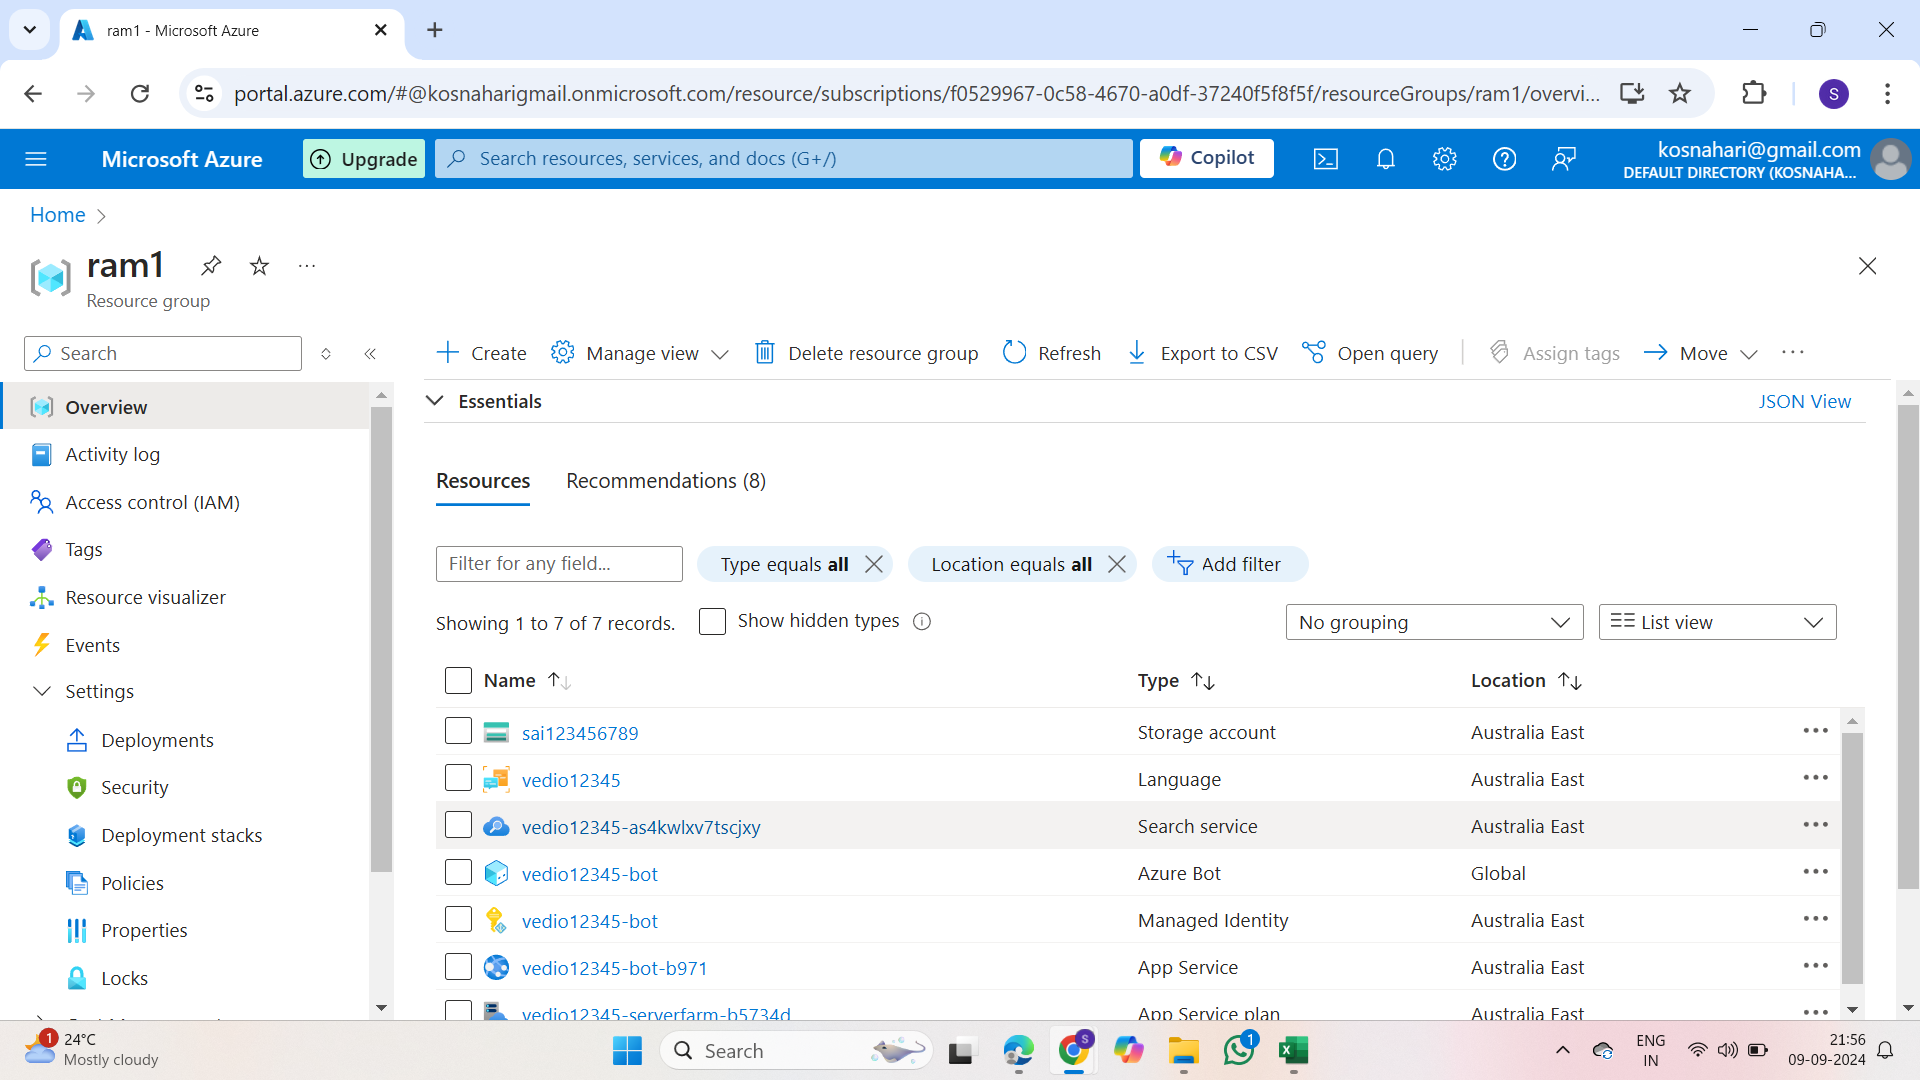 ram1 - Microsoft Azure
portal.azure.com/#@kosnaharigmail.onmicrosoft.com/resource/subscriptions/f0529967-0c58-4670-a0df-37240f5f8f5f/resourceGroups/ram1/overvi...
S
Microsoft Azure
Upgrade
Search resources, services, and docs (G+/)
Copilot
kosnahari@gmail.com
DEFAULT DIRECTORY (KOSNAHA...
Home
ram1
Resource group
Search
Create
Manage view
Delete resource group
Refresh
Export to CSV
Open query
Assign tags
Move
Overview
Activity log
Access control (IAM)
Tags
Resource visualizer
Events
Settings
Deployments
Security
Deployment stacks
Policies
Properties
Locks
Essentials
JSON View
Resources
Recommendations (8)
Filter for any field...
Type equals all
Location equals all
Add filter
Showing 1 to 7 of 7 records.
Show hidden types
No grouping
List view
Name
Type
Location
sai123456789
Storage account
Australia East
vedio12345
Language
Australia East
vedio12345-as4kwlxv7tscjxy
Search service
Australia East
vedio12345-bot
Azure Bot
Global
vedio12345-bot
Managed Identity
Australia East
vedio12345-bot-b971
App Service
Australia East
vedio12345-serverfarm-b5734d
App Service plan
Australia East
1
24°C
Mostly cloudy
Search
S
1
ENG
IN
21:56
09-09-2024